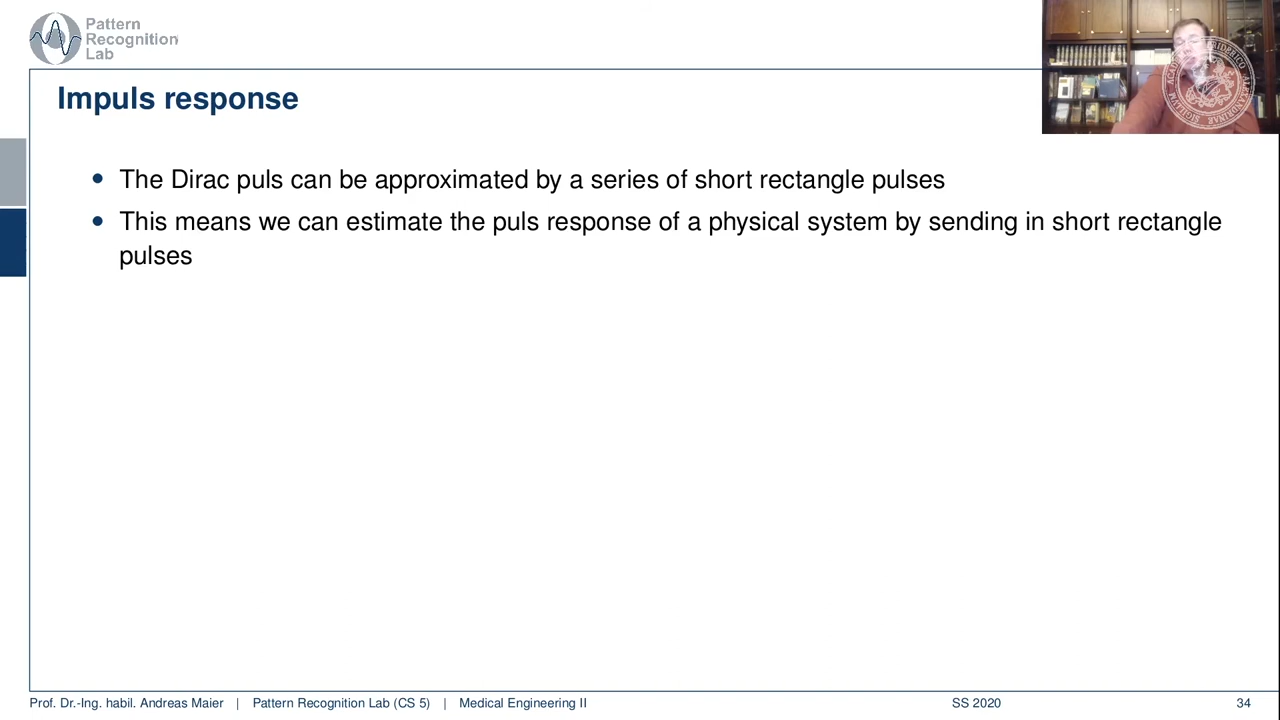 Pattern
Recognition
Lab
Impuls response
The Dirac puls can be approximated by a series of short rectangle pulses
This means we can estimate the puls response of a physical system by sending in short rectangle
pulses
Prof. Dr.-Ing. habil. Andreas Maier | Pattern Recognition Lab (CS 5) | Medical Engineering II SS 2020 34